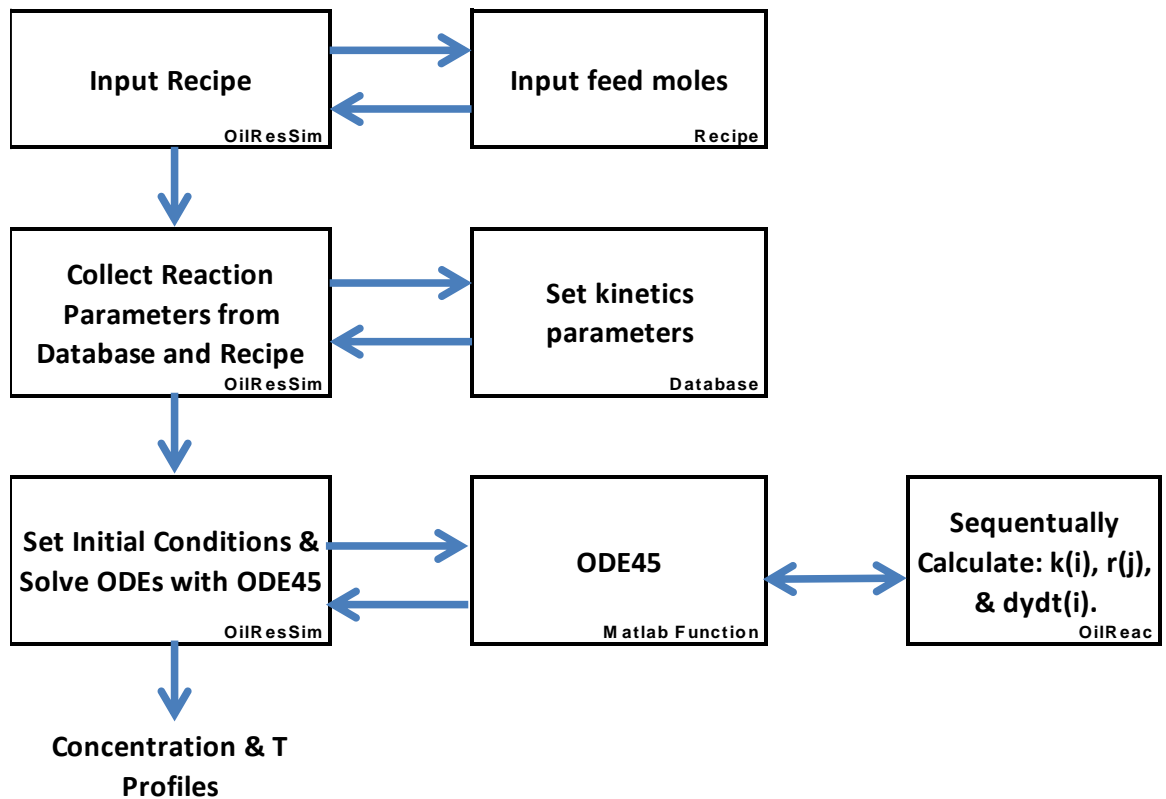 Input Recipe
OilResSim
Input feed moles
Recipe
Collect Reaction
Parameters from
Database and Recipe
OilResSim
Set kinetics
parameters
Database
Set Initial Conditions &
Solve ODEs with ODE45
OilResSim
ODE45
Matlab Function
Sequentually
Calculate: k(i), r(j),
& dydt(i).
OilReac
Concentration & T
Profiles